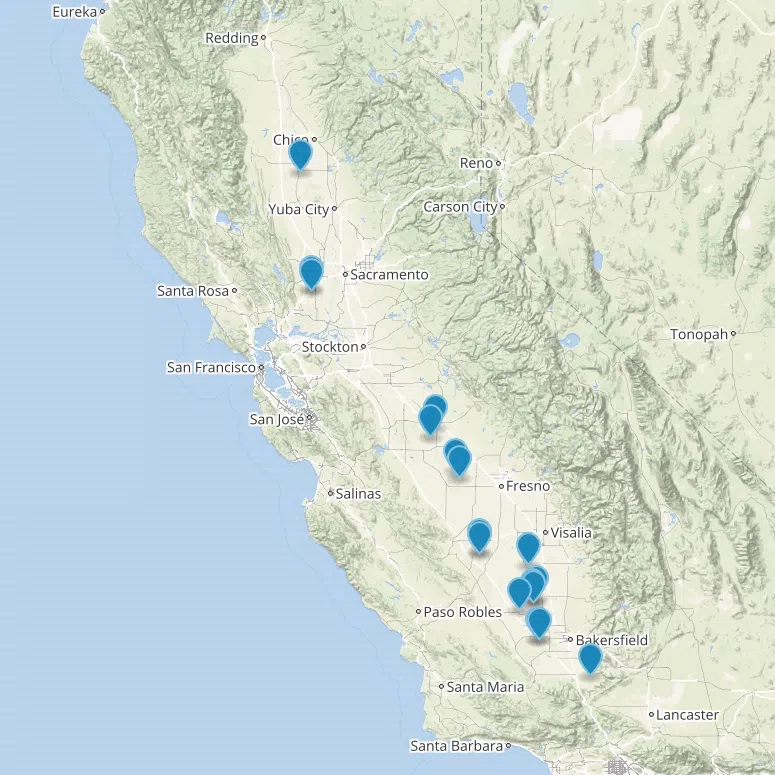 Eureka
Redding
Chico
Reno
Yuba City
Carson City
Sacramento
Santa Rosa
Tonopah
Stockton
San Francisco
San Jose
Fresno
Salinas
Visalia
Paso Robles
Bakersfield
Santa Maria
Lancaster
Santa Barbara